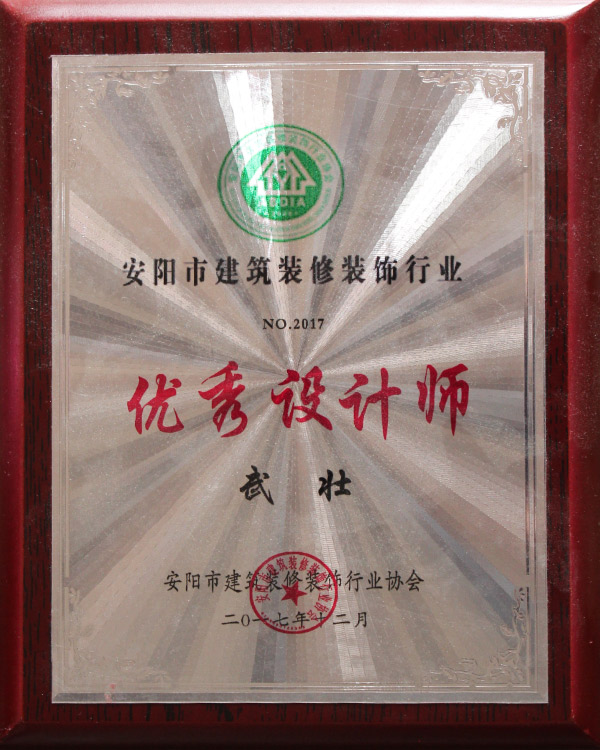 安阳市建筑装修装饰行业
NO.2017
优秀设计师
武壮
安阳市建筑装修装饰行业协会
二〇一七年十二月